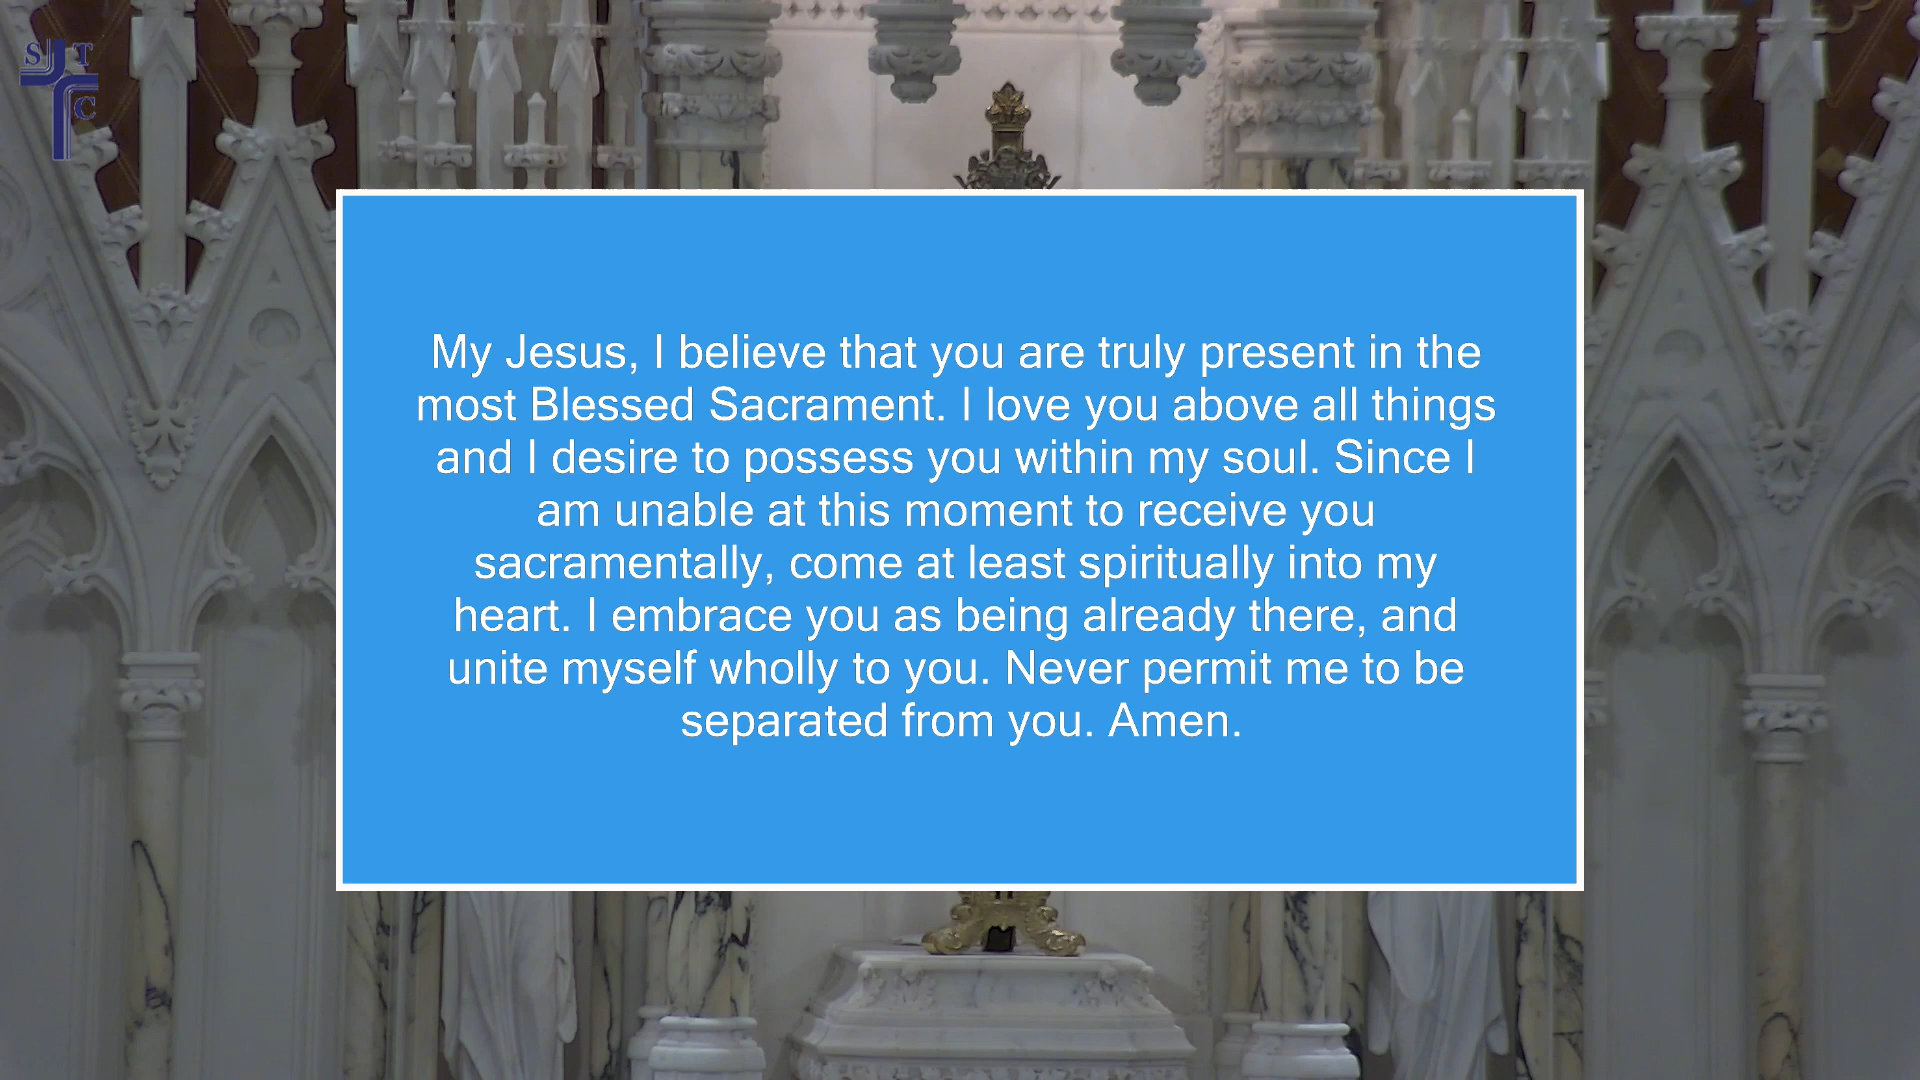 S T
C
My Jesus, I believe that you are truly present in the
most Blessed Sacrament. I love you above all things
and I desire to possess you within my soul. Since I
am unable at this moment to receive you
sacramentally, come at least spiritually into my
heart. I embrace you as being already there, and
unite myself wholly to you. Never permit me to be
separated from you. Amen.